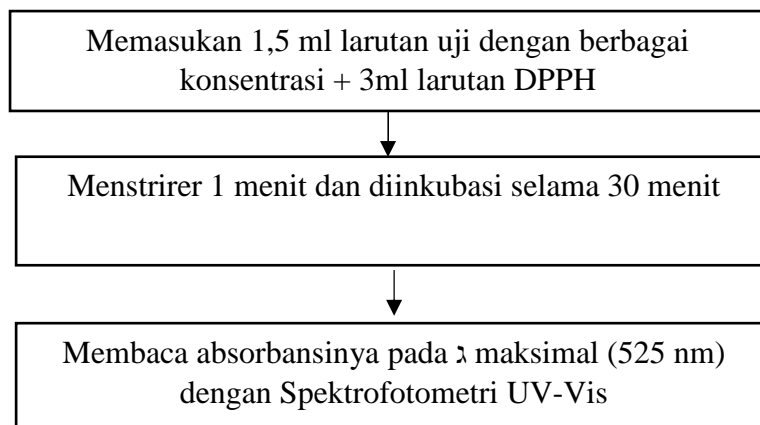 Memasukan 1,5 ml larutan uji dengan berbagai
konsentrasi + 3ml larutan DPPH
Menstrirer 1 menit dan diinkubasi selama 30 menit
Membaca absorbansinya pada ג maksimal (525 nm)
dengan Spektrofotometri UV-Vis